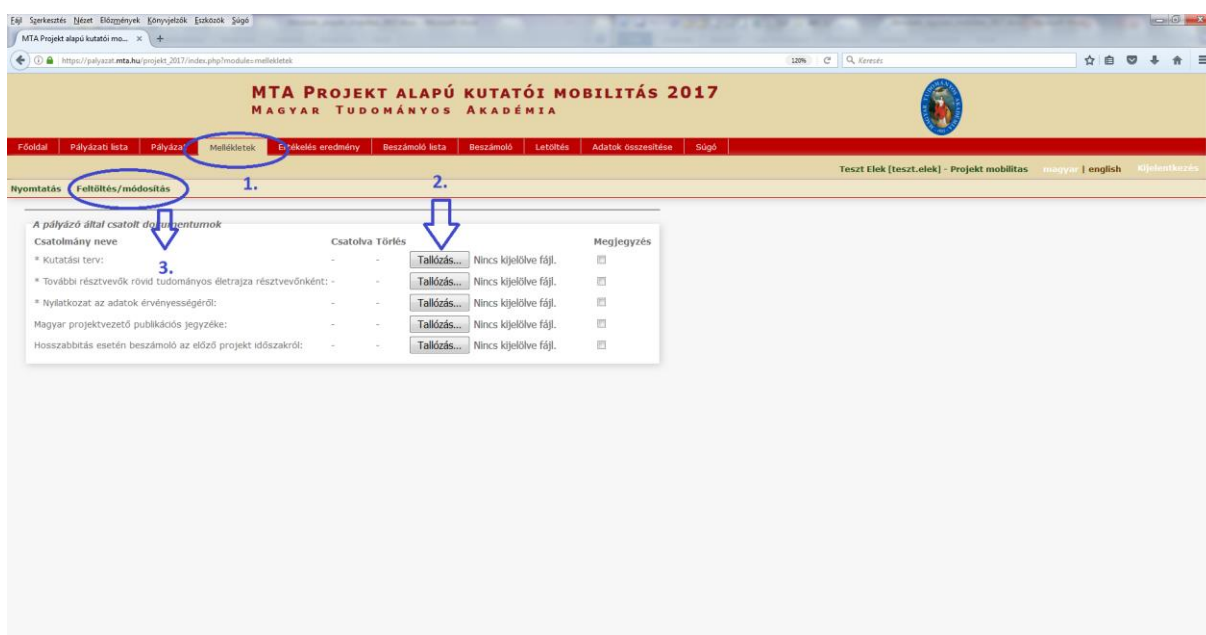 Fájl Szerkesztés Nézet Előzmények Könyvjelzők Eszközök Súgó
MTA Projekt alapú kutatói mo... × +
https://palyazat.mta.hu/projekt_2017/index.php?module=mellekletek 120% Keresés
MTA PROJEKT ALAPÚ KUTATÓI MOBILITÁS 2017
MAGYAR TUDOMÁNYOS AKADÉMIA
Főoldal Pályázati lista Pályázat Mellékletek Értékelés eredmény Beszámoló lista Beszámoló Letöltés Adatok összesítése Súgó
Teszt Elek [teszt.elek] - Projekt mobilitas magyar | english Kijelentkezés
Nyomtatás Feltöltés/módosítás 1. 2.
A pályázó által csatolt dokumentumok
Csatolmány neve Csatolva Törlés Megjegyzés
* Kutatási terv: - - Tallózás... Nincs kijelölve fájl.
3.
* További résztvevők rövid tudományos életrajza résztvevőnként: - - Tallózás... Nincs kijelölve fájl.
* Nyilatkozat az adatok érvényességéről: - - Tallózás... Nincs kijelölve fájl.
Magyar projektvezető publikációs jegyzéke: - - Tallózás... Nincs kijelölve fájl.
Hosszabbítás esetén beszámoló az előző projekt időszakról: - - Tallózás... Nincs kijelölve fájl.